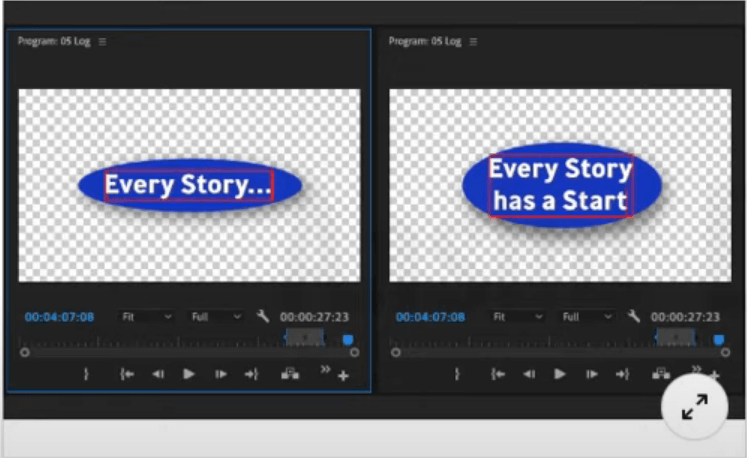 Program: 05 Log
Every Story...
00:04:07:08
Fit
Full
00:00:27:23
Program: 05 Log
Every Story
has a Start
00:04:07:08
Fit
Full
00:00:27:23